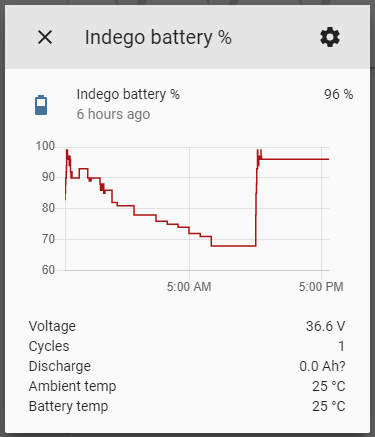 Indego battery %
Indego battery % 96 %
6 hours ago
100
90
80
70
60
5:00 AM 5:00 PM
Voltage 36.6 V
Cycles 1
Discharge 0.0 Ah?
Ambient temp 25 °C
Battery temp 25 °C